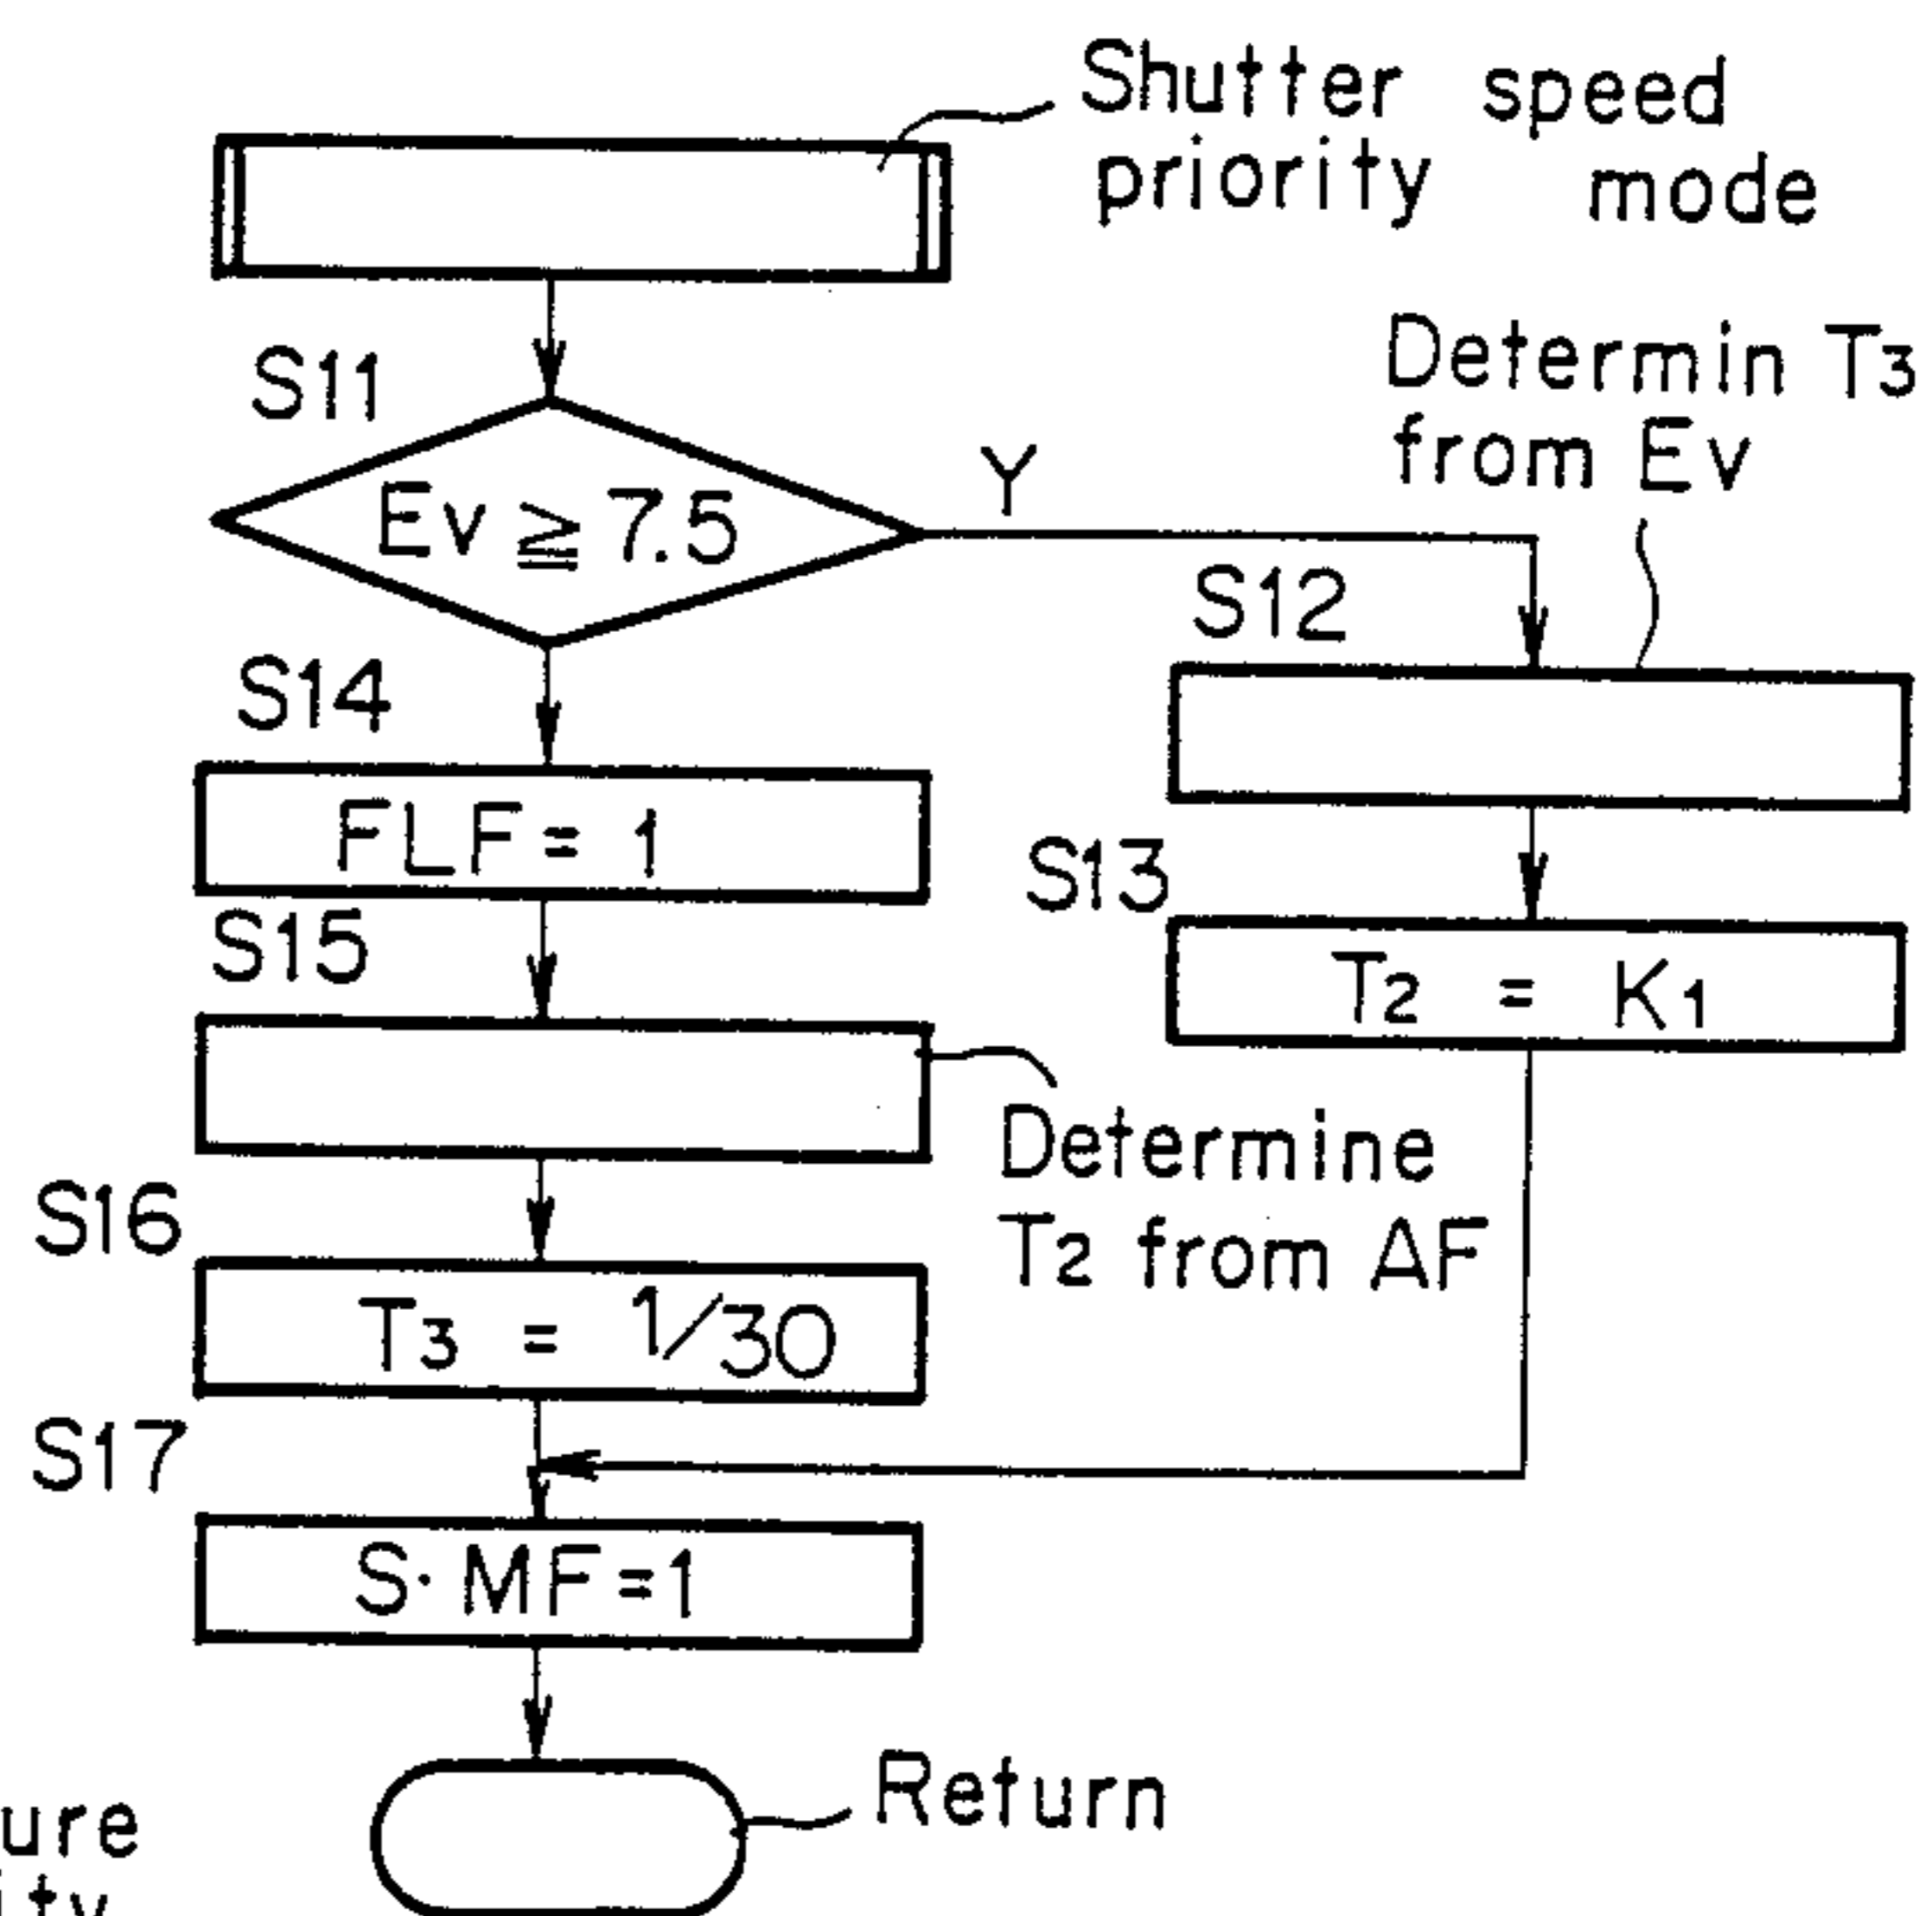 Shutter speed
priority mode
S11
Determin T3
from Ev
Ev ≧ 7.5
Y
S12
S14
FLF = 1
S13
S15
T2 = K1
Determine
T2 from AF
S16
T3 = 1/30
S17
S·MF=1
Return
ure
ity